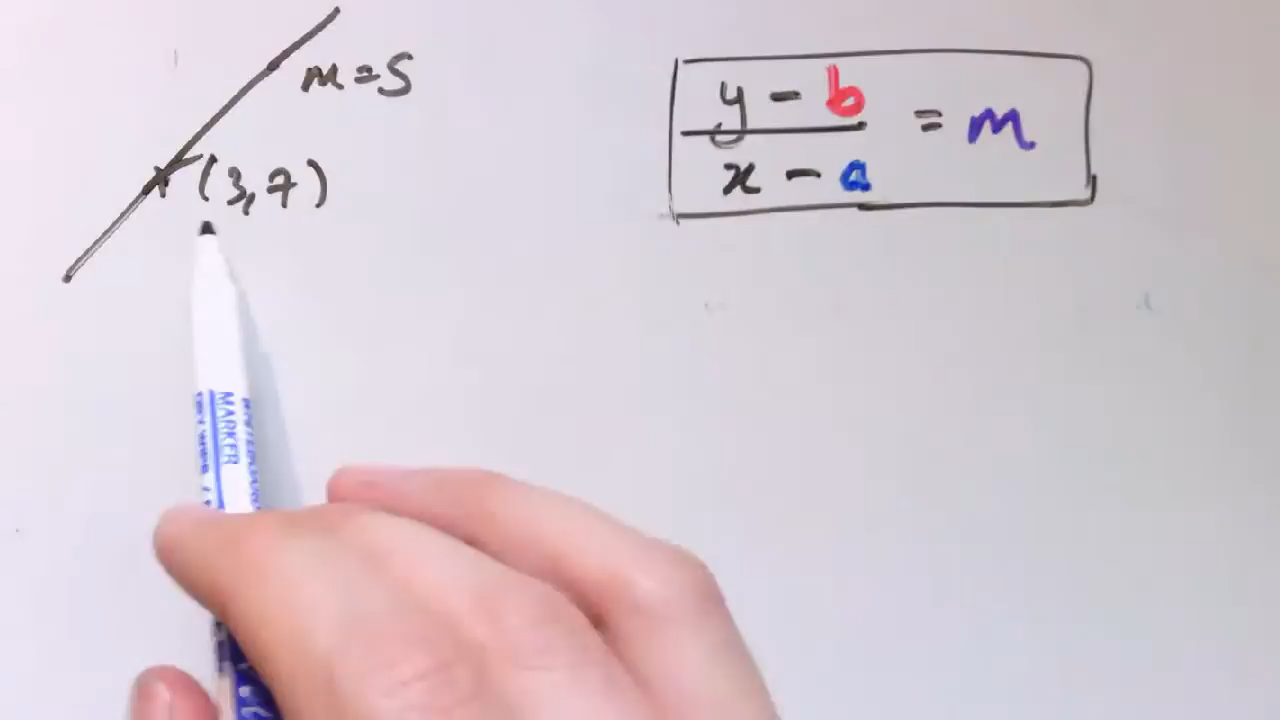 m = 5
(3,7)
y - b
x - a
= m
MARKER